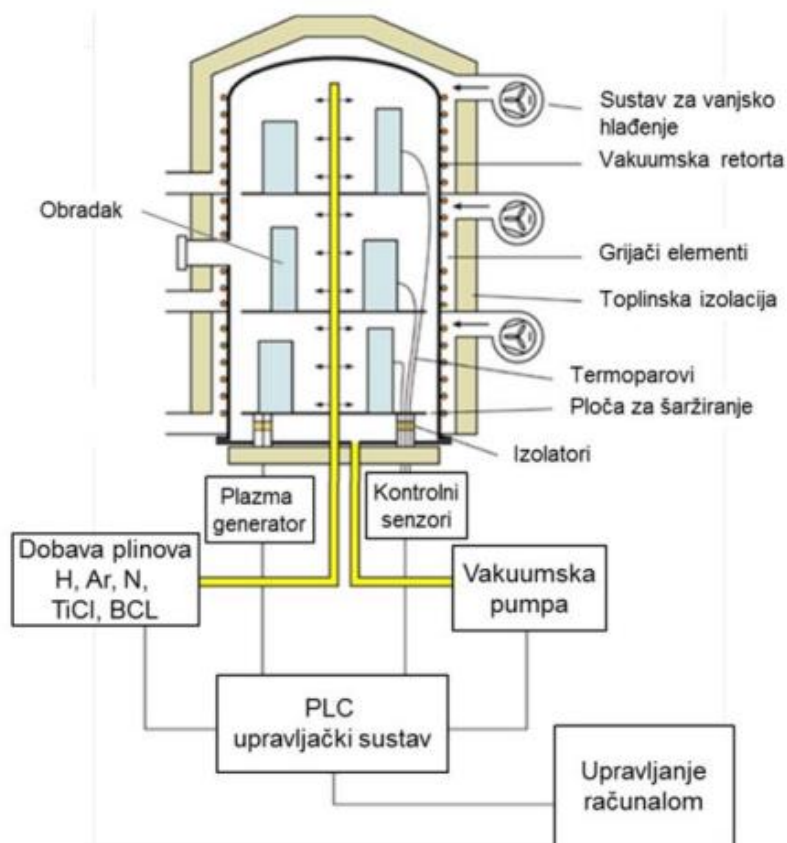 Sustav za vanjsko
hlađenje
Vakuumska retorta
Obradak
Grijači elementi
Toplinska izolacija
Termoparovi
Ploča za šaržiranje
Izolatori
Plazma
generator
Kontrolni
senzori
Dobava plinova
H, Ar, N,
TiCl, BCL
Vakuumska
pumpa
PLC
upravljački sustav
Upravljanje
računalom